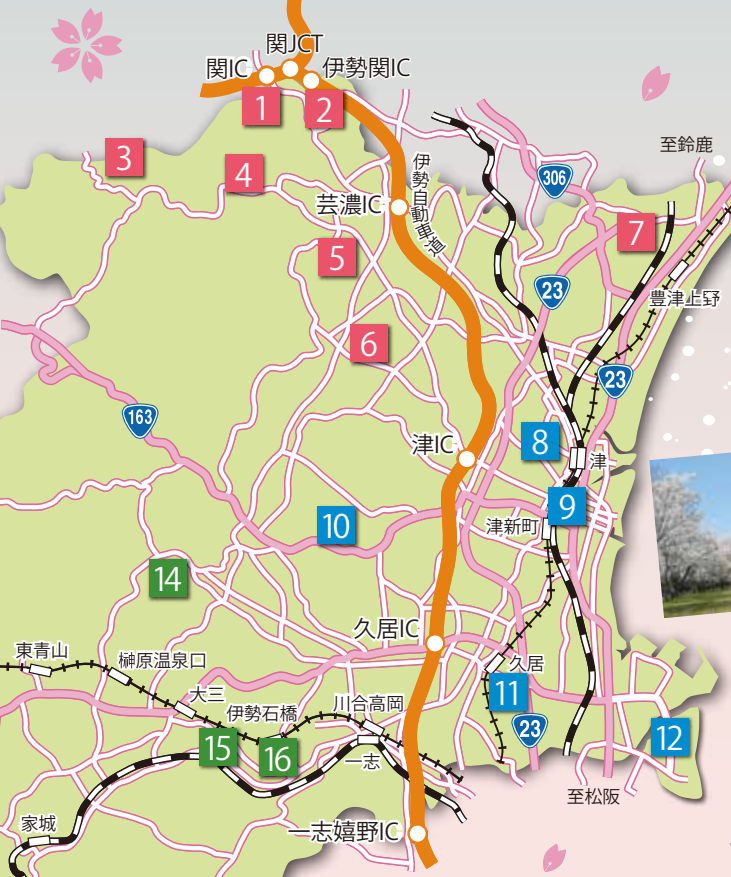 関JCT
関IC
伊勢関IC
1
2
3
4
至鈴鹿
306
伊勢自動車道
芸濃IC
7
5
23
豊津上野
6
23
163
8
津IC
津
9
10
津新町
14
久居IC
東青山
榊原温泉口
久居
大三
11
伊勢石橋
川合高岡
23
12
15
16
一志
至松阪
家城
一志嬉野IC